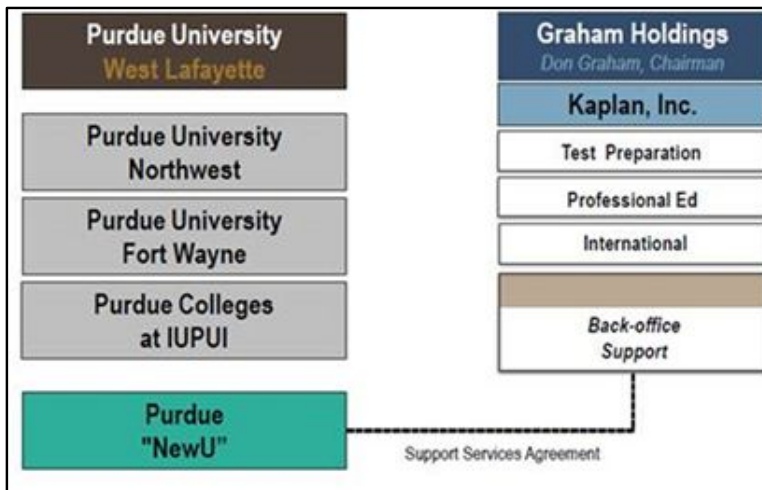 Purdue University
West Lafayette
Purdue University
Northwest
Purdue University
Fort Wayne
Purdue Colleges
at IUPUI
Purdue
"NewU”
Graham Holdings
Don Graham, Chairman
Kaplan, Inc.
Test Preparation
Professional Ed
International
Back-office
Support
Support Services Agreement